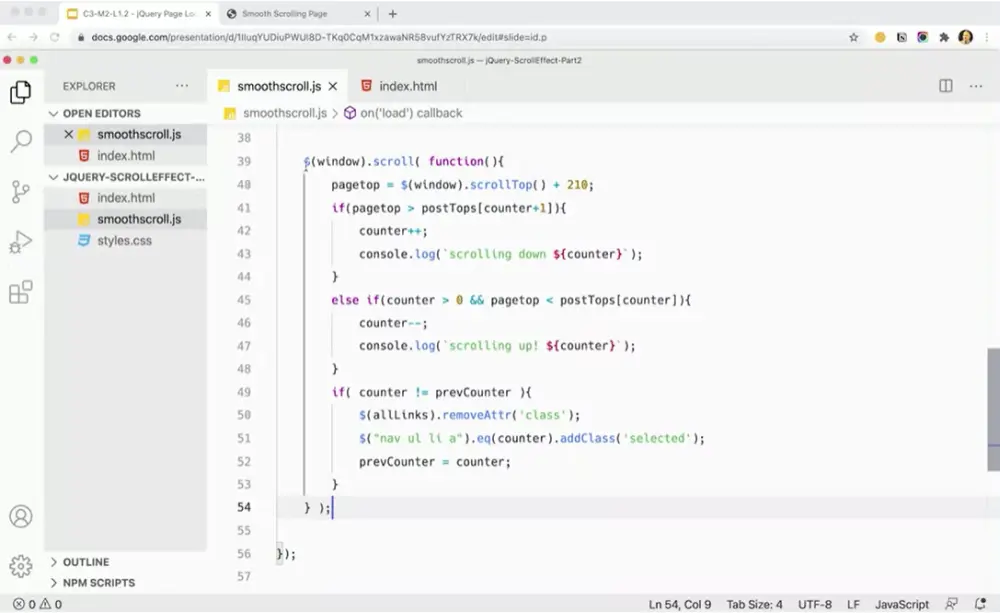 C3-M2-L1.2 - jQuery Page Lo
Smooth Scrolling Page
docs.google.com/presentation/d/1IIuqYUDiuPWUI8D-TKq0CqM1xzawaNR58vufYzTRX7k/edit#slide=id.p
smoothscroll.js — jQuery-ScrollEffect-Part2
EXPLORER
smoothscroll.js
index.html
OPEN EDITORS
smoothscroll.js > on('load') callback
smoothscroll.js
index.html
JQUERY-SCROLLEFFECT-...
index.html
smoothscroll.js
styles.css
38
39 $(window).scroll( function(){
40 pagetop = $(window).scrollTop() + 210;
41 if(pagetop > postTops[counter+1]){
42 counter++;
43 console.log(`scrolling down ${counter}`);
44 }
45 else if(counter > 0 && pagetop < postTops[counter]){
46 counter--;
47 console.log(`scrolling up! ${counter}`);
48 }
49 if( counter != prevCounter ){
50 $(allLinks).removeAttr('class');
51 $("nav ul li a").eq(counter).addClass('selected');
52 prevCounter = counter;
53 }
54 } );
55
56 });
57
OUTLINE
NPM SCRIPTS
0 0
Ln 54, Col 9 Tab Size: 4 UTF-8 LF JavaScript